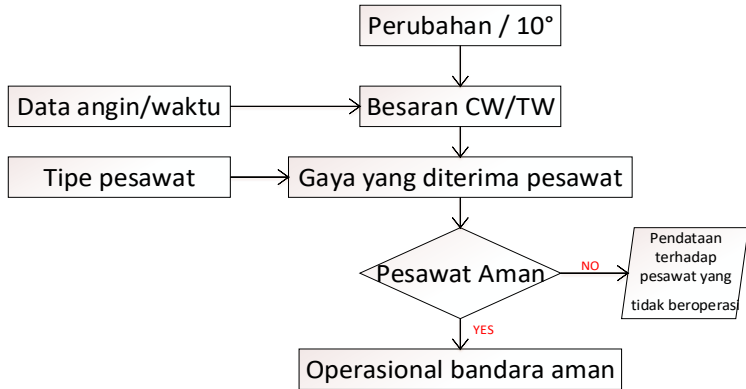 Perubahan / 10°
Data angin/waktu
Besaran CW/TW
Tipe pesawat
Gaya yang diterima pesawat
Pesawat Aman
NO
Pendataan
terhadap
pesawat yang
tidak beroperasi
YES
Operasional bandara aman